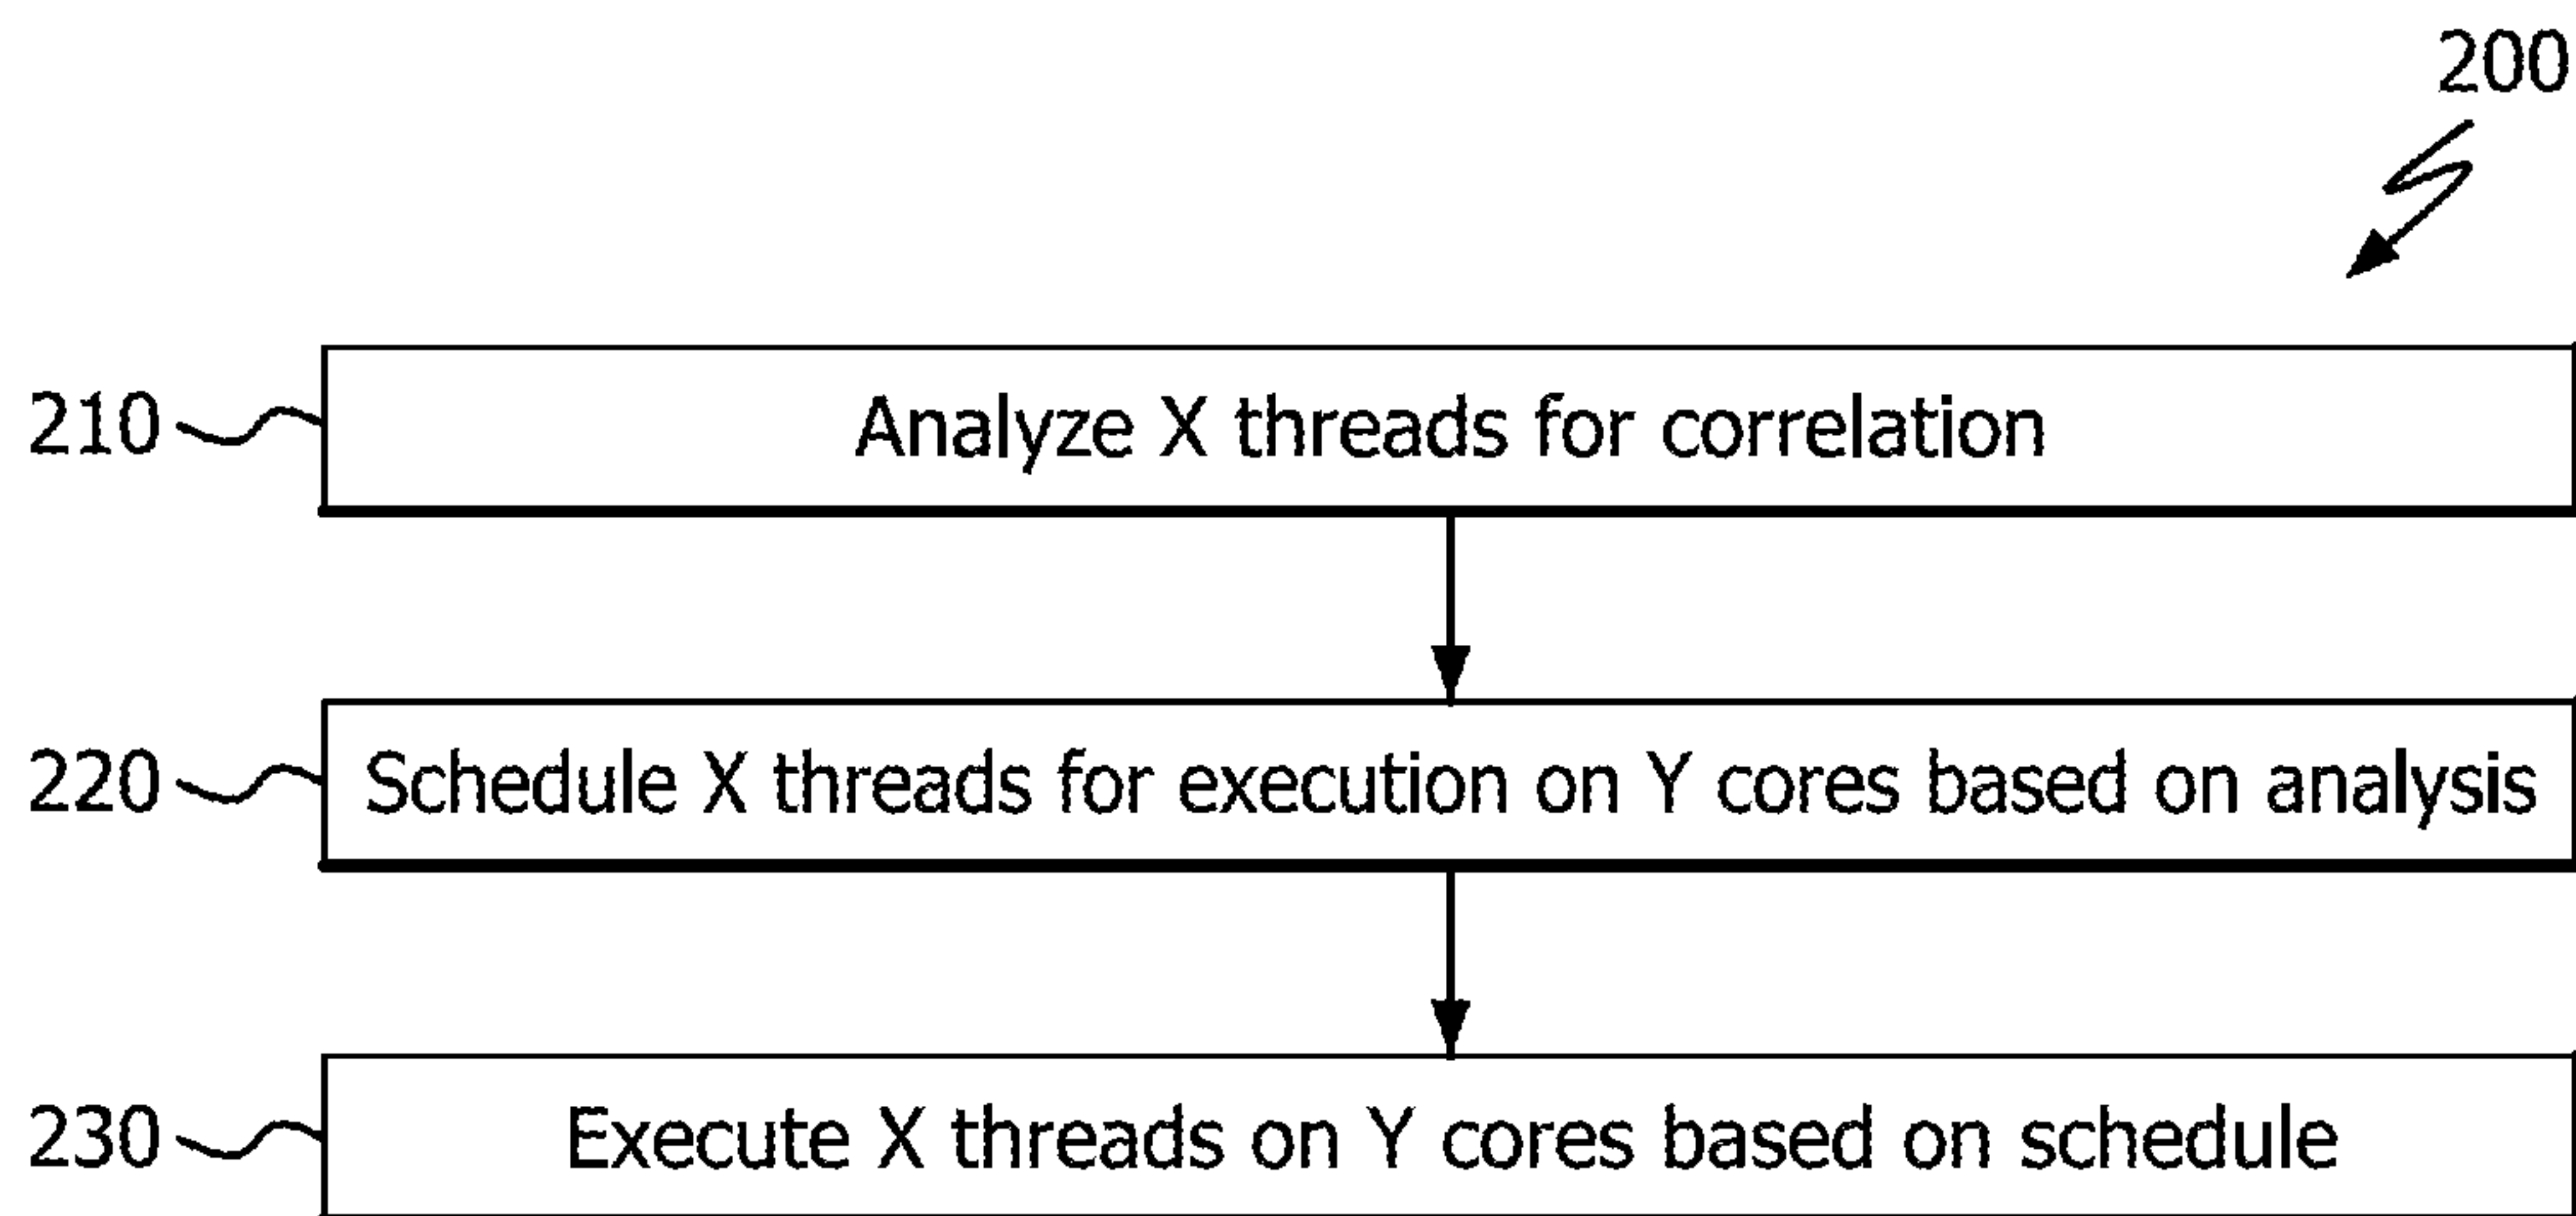 200
210 Analyze X threads for correlation
220 Schedule X threads for execution on Y cores based on analysis
230 Execute X threads on Y cores based on schedule